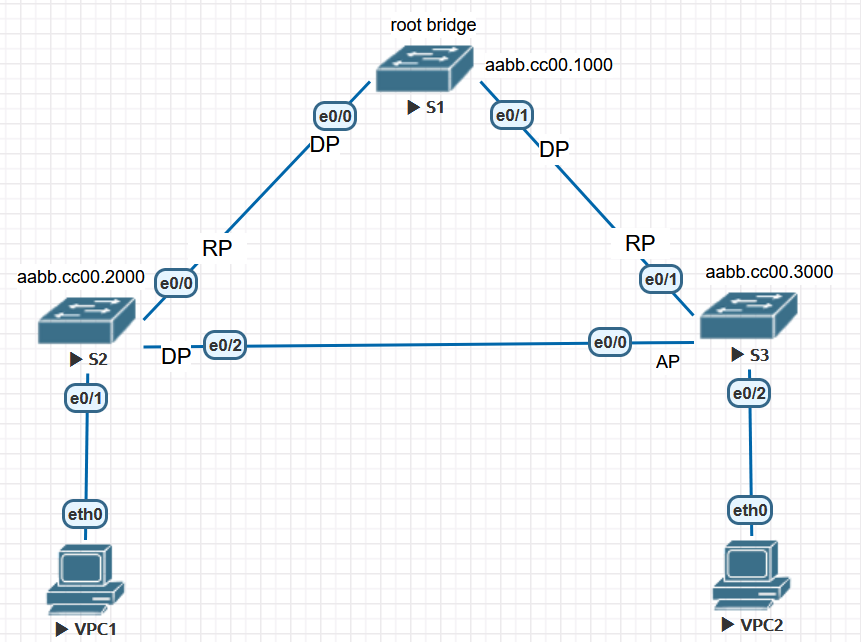 root bridge
aabb.cc00.1000
S1
e0/0
e0/1
DP
DP
RP
RP
aabb.cc00.2000
e0/0
e0/1
aabb.cc00.3000
S2
DP
e0/2
e0/0
AP
S3
e0/1
e0/2
eth0
eth0
VPC1
VPC2